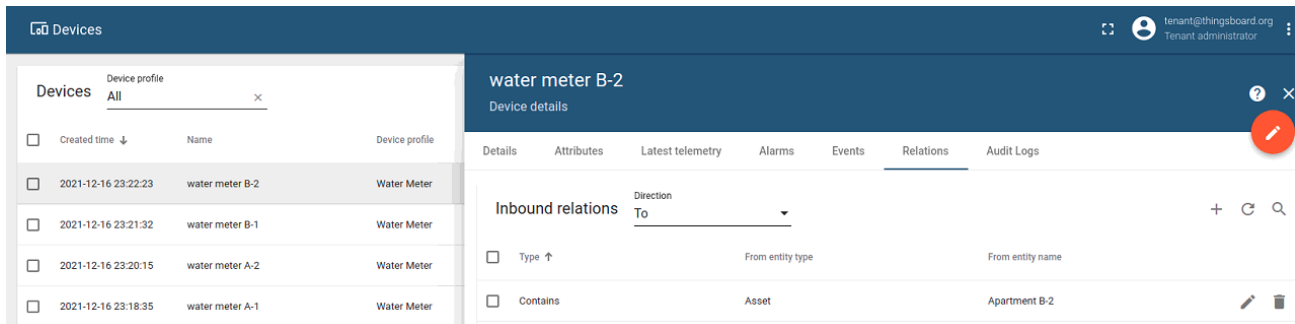 Devices
tenant@thingsboard.org
Tenant administrator
Devices
Device profile
All
Created time Name Device profile
2021-12-16 23:22:23 water meter B-2 Water Meter
2021-12-16 23:21:32 water meter B-1 Water Meter
2021-12-16 23:20:15 water meter A-2 Water Meter
2021-12-16 23:18:35 water meter A-1 Water Meter
water meter B-2
Device details
Details Attributes Latest telemetry Alarms Events Relations Audit Logs
Inbound relations
Direction
To
Type From entity type From entity name
Contains Asset Apartment B-2